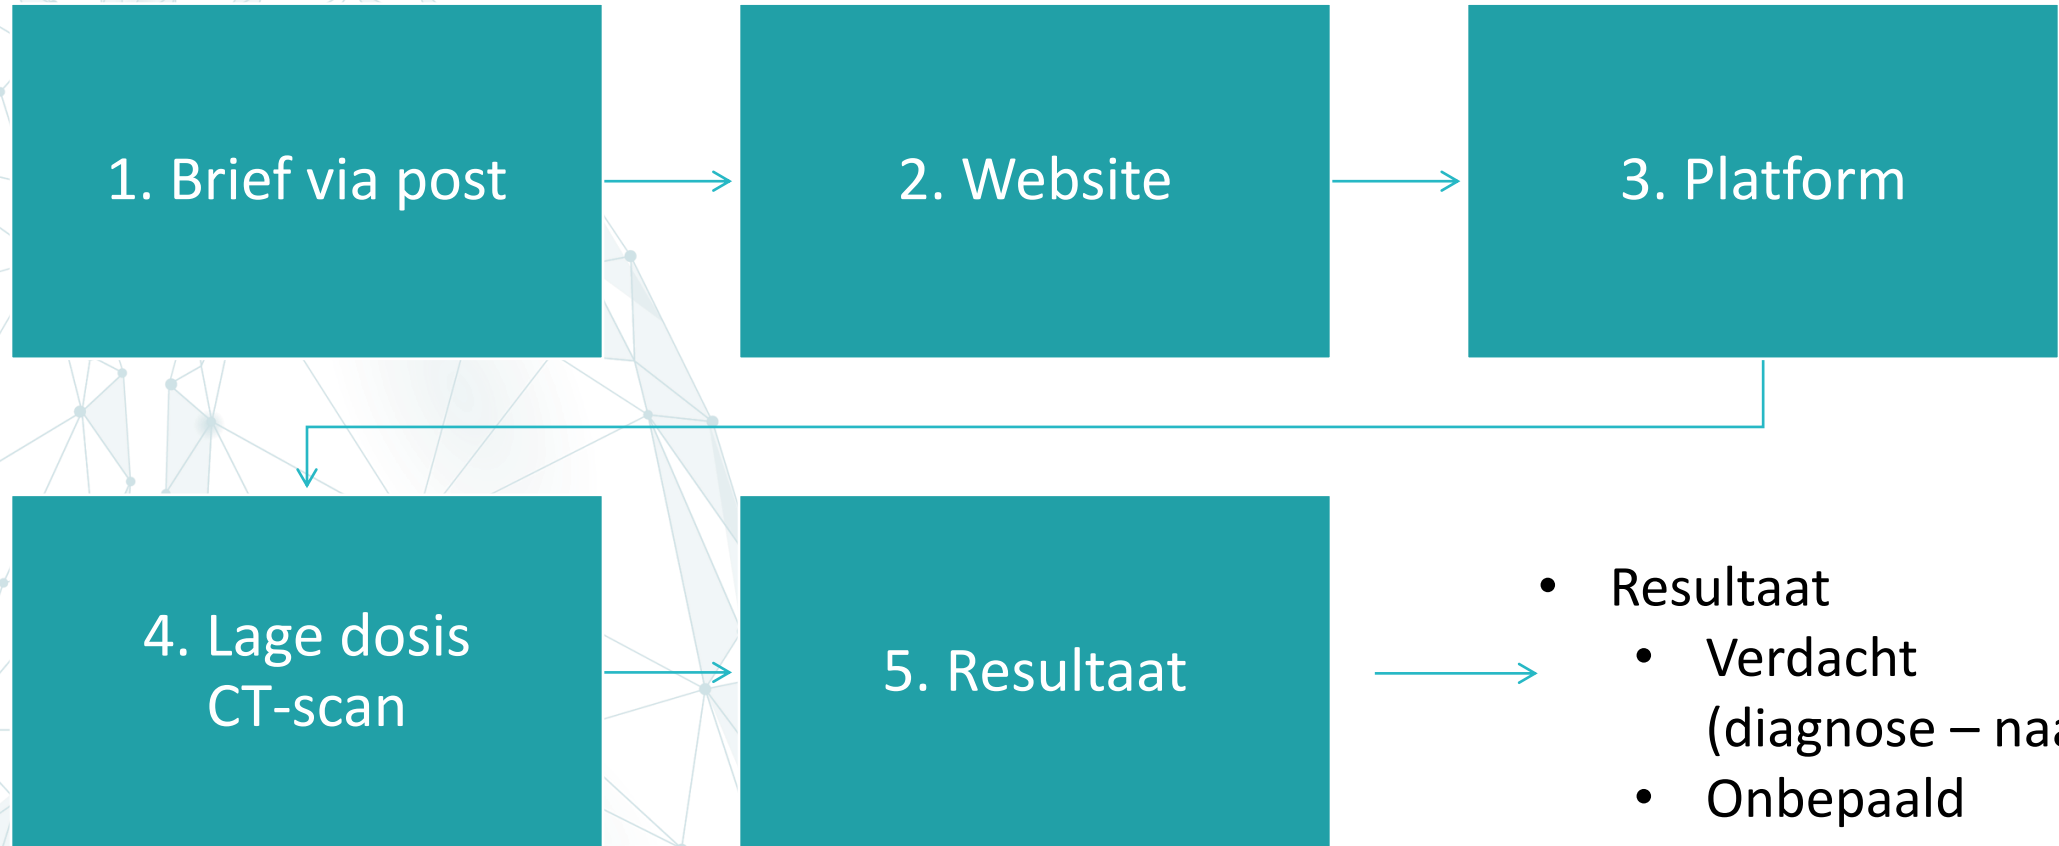 1. Brief via post
2. Website
3. Platform
4. Lage dosis
CT-scan
5. Resultaat
• Resultaat
• Verdacht
(diagnose –
• Onbepaald